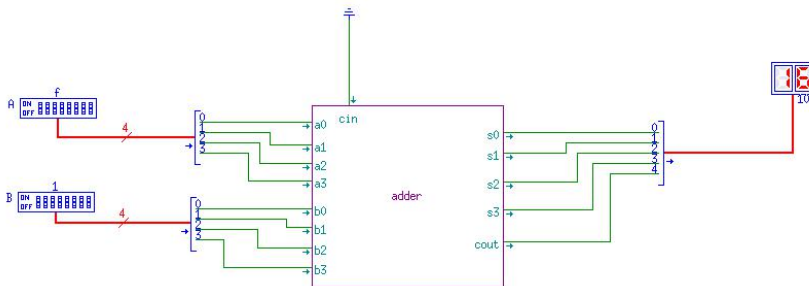 f
A
ON
OFF
4
0
1
2
3
1
B
ON
OFF
4
0
1
2
3
cin
a0
a1
a2
a3
b0
b1
b2
b3
adder
s0
s1
s2
s3
cout
0
1
2
3
4
16